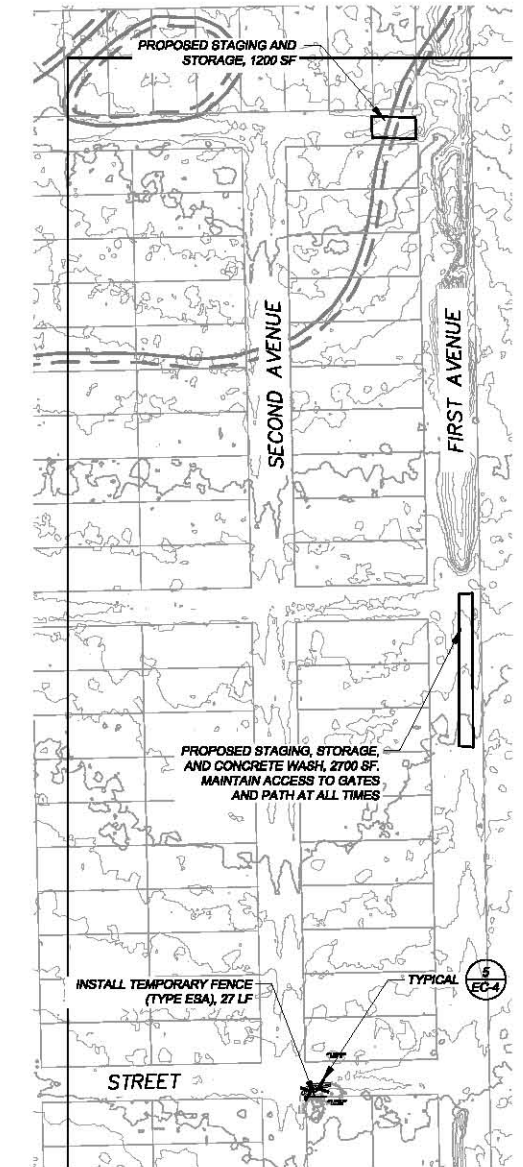 PROPOSED STAGING AND
STORAGE, 1200 SF
SECOND AVENUE
FIRST AVENUE
PROPOSED STAGING, STORAGE,
AND CONCRETE WASH, 2700 SF.
MAINTAIN ACCESS TO GATES
AND PATH AT ALL TIMES
INSTALL TEMPORARY FENCE
(TYPE ESA), 27 LF
TYPICAL
5
EC-4
STREET